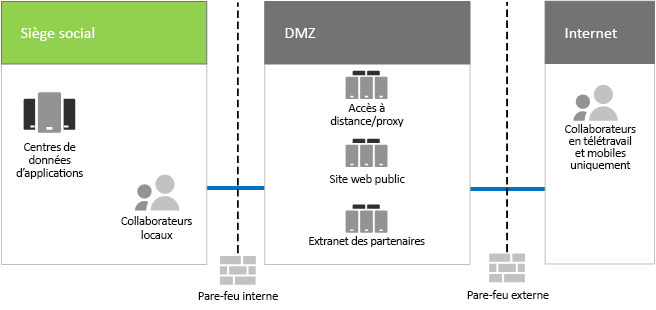 Siège social
Centres de
données
d'applications
Collaborateurs
locaux
Pare-feu interne
DMZ
Accès à
distance/proxy
Site web public
Extranet des partenaires
Pare-feu externe
Internet
Collaborateurs
en télétravail
et mobiles
uniquement